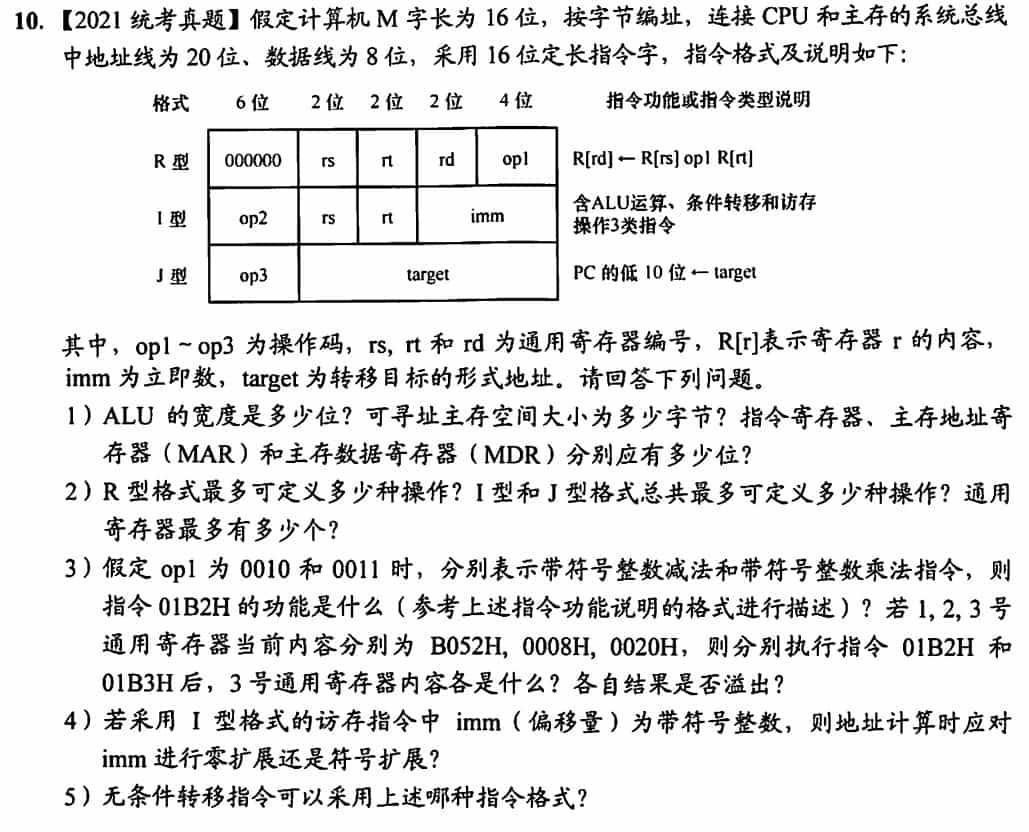 10.【2021 统考真题】假定计算机 M 字长为 16 位，按字节编址，连接 CPU 和主存的系统总线
中地址线为 20 位、数据线为 8 位，采用 16 位定长指令字，指令格式及说明如下：
格式 6 位 2 位 2 位 2 位 4 位 指令功能或指令类型说明
R 型 000000 rs rt rd op1 R[rd] ← R[rs] op1 R[rt]
I 型 op2 rs rt imm 含ALU运算、条件转移和访存
操作3类指令
J 型 op3 target PC 的低 10 位 ← target
其中，op1～op3 为操作码，rs, rt 和 rd 为通用寄存器编号，R[r]表示寄存器 r 的内容，
imm 为立即数，target 为转移目标的形式地址。请回答下列问题。
1）ALU 的宽度是多少位？可寻址主存空间大小为多少字节？指令寄存器、主存地址寄
存器（MAR）和主存数据寄存器（MDR）分别应有多少位？
2）R 型格式最多可定义多少种操作？I 型和 J 型格式总共最多可定义多少种操作？通用
寄存器最多有多少个？
3）假定 op1 为 0010 和 0011 时，分别表示带符号整数减法和带符号整数乘法指令，则
指令 01B2H 的功能是什么（参考上述指令功能说明的格式进行描述）？若 1, 2, 3 号
通用寄存器当前内容分别为 B052H, 0008H, 0020H，则分别执行指令 01B2H 和
01B3H 后，3 号通用寄存器内容各是什么？各自结果是否溢出？
4）若采用 I 型格式的访存指令中 imm（偏移量）为带符号整数，则地址计算时应对
imm 进行零扩展还是符号扩展？
5）无条件转移指令可以采用上述哪种指令格式？